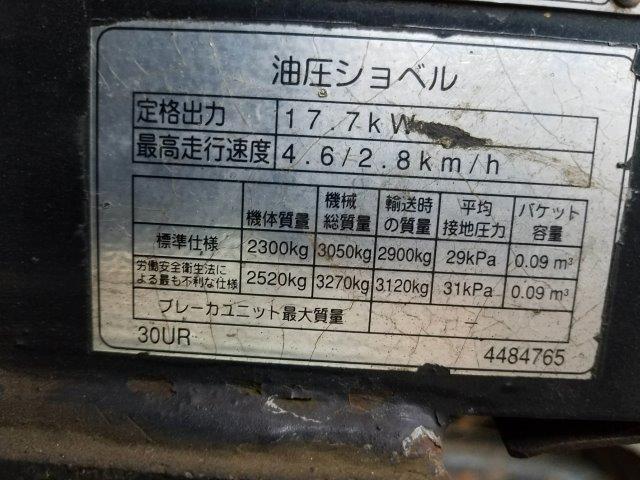 油圧ショベル
定格出力 17.7kW
最高走行速度 4.6/2.8km/h
機体質量 機械総質量 輸送時の質量 平均接地圧力 バケット容量
標準仕様 2300kg 3050kg 2900kg 29kPa 0.09 m³
労働安全衛生法による最も不利な仕様 2520kg 3270kg 3120kg 31kPa 0.09 m³
ブレーカユニット最大質量 —
30UR 4484765